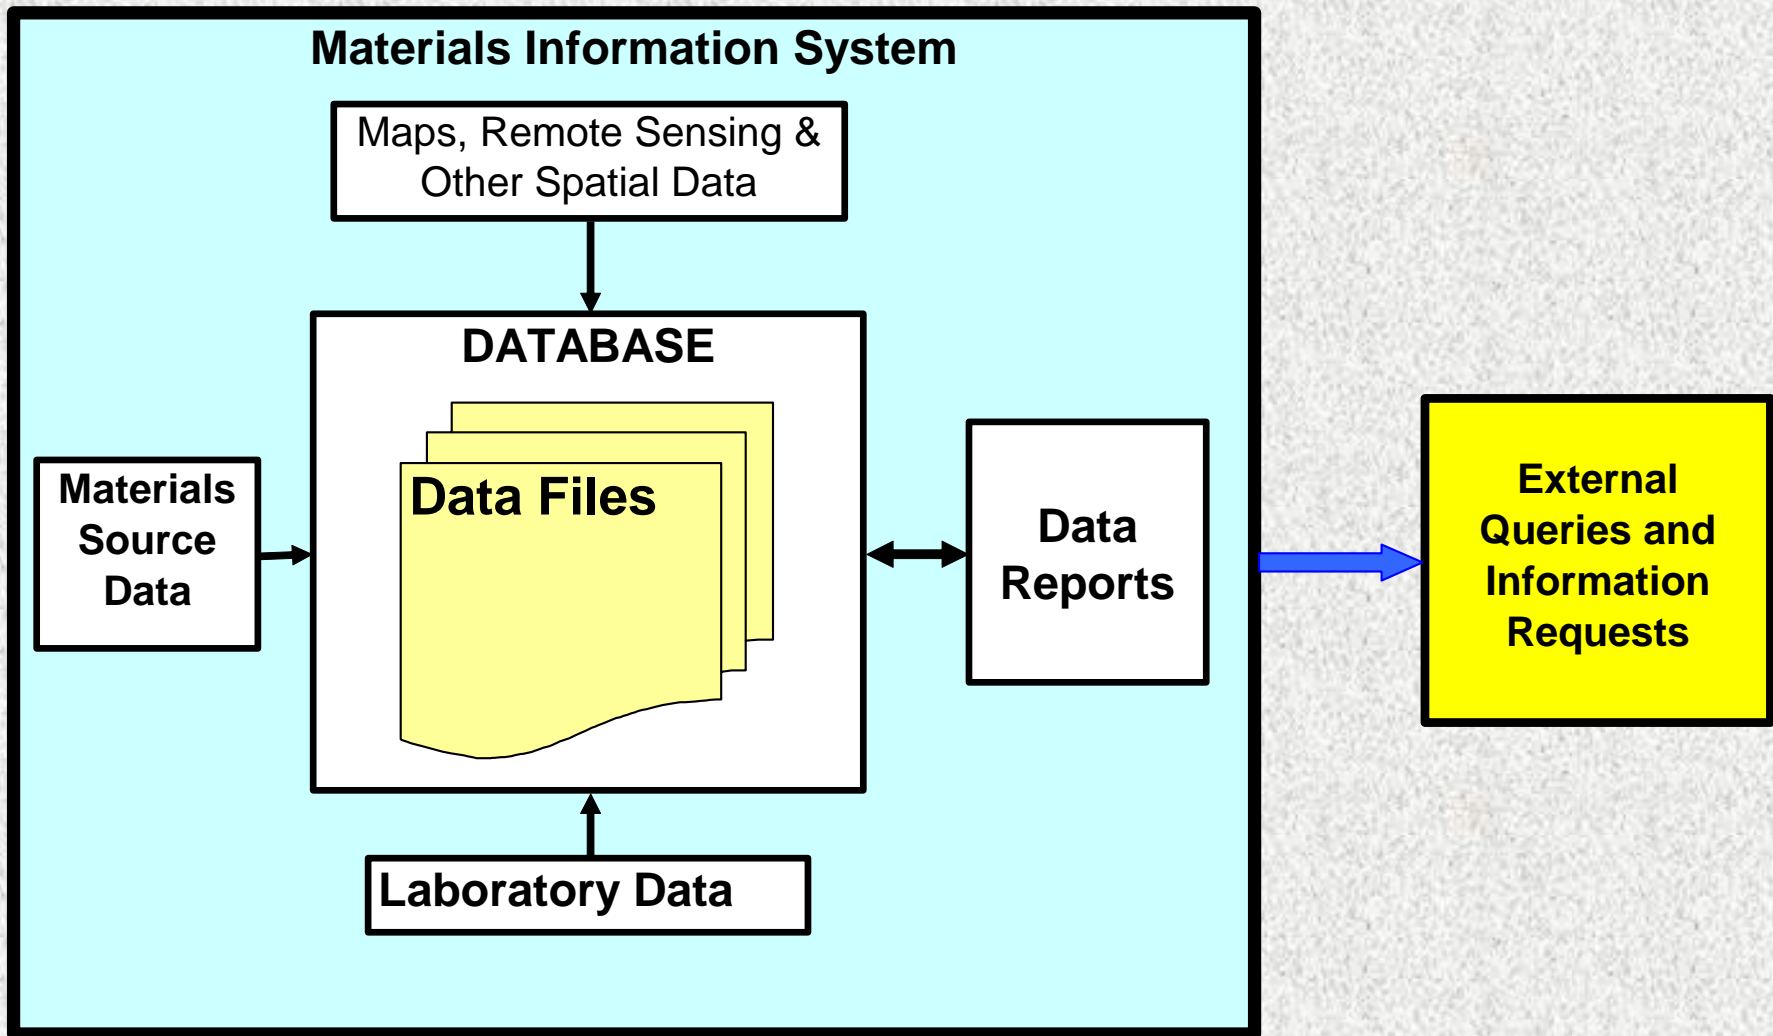 Materials Information System
Maps, Remote Sensing &
Other Spatial Data
DATABASE
Data Files
Materials
Source
Data
Data
Reports
External
Queries and
Information
Requests
Laboratory Data